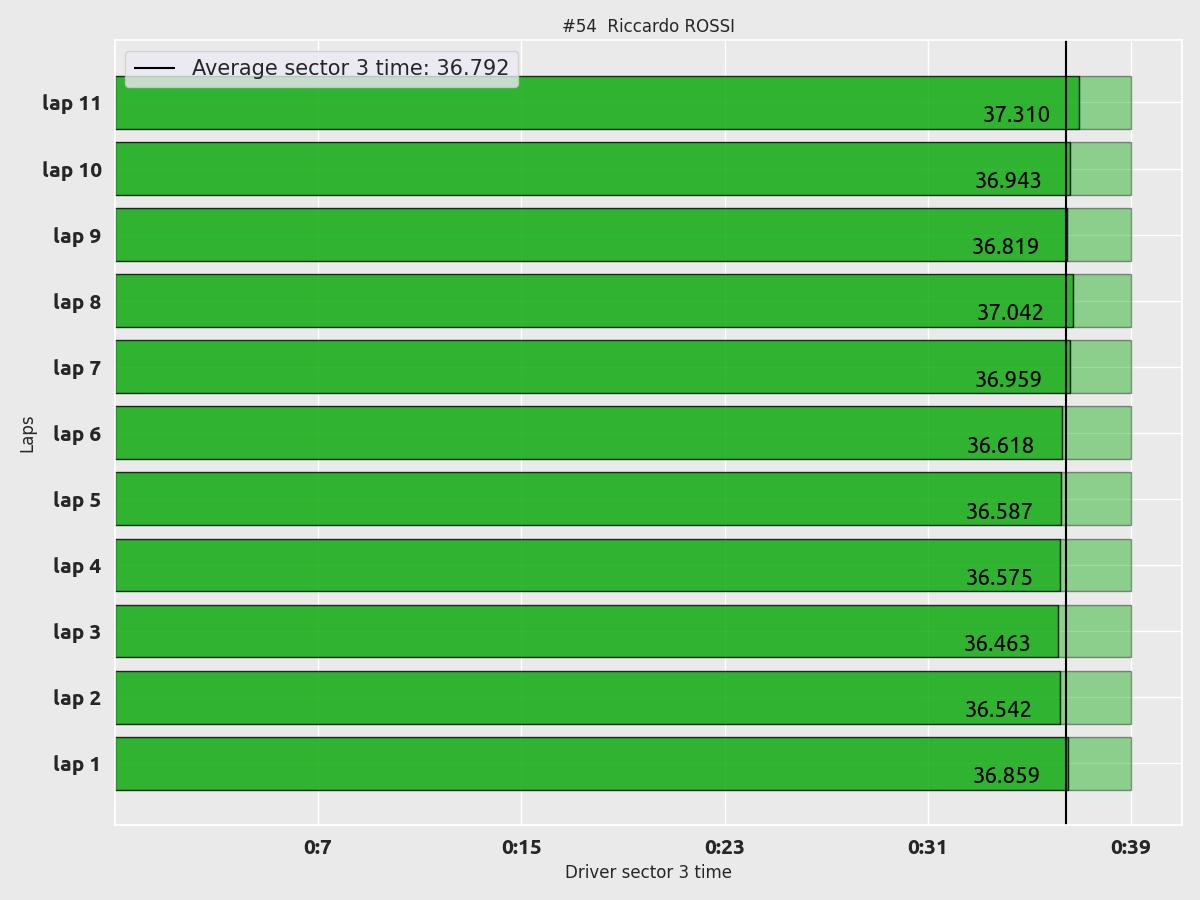 #54  Riccardo ROSSI
Average sector 3 time: 36.792
lap 11
37.310
lap 10
36.943
lap 9
36.819
lap 8
37.042
lap 7
36.959
lap 6
36.618
lap 5
36.587
lap 4
36.575
lap 3
36.463
lap 2
36.542
lap 1
36.859
Laps
0:7
0:15
0:23
0:31
0:39
Driver sector 3 time